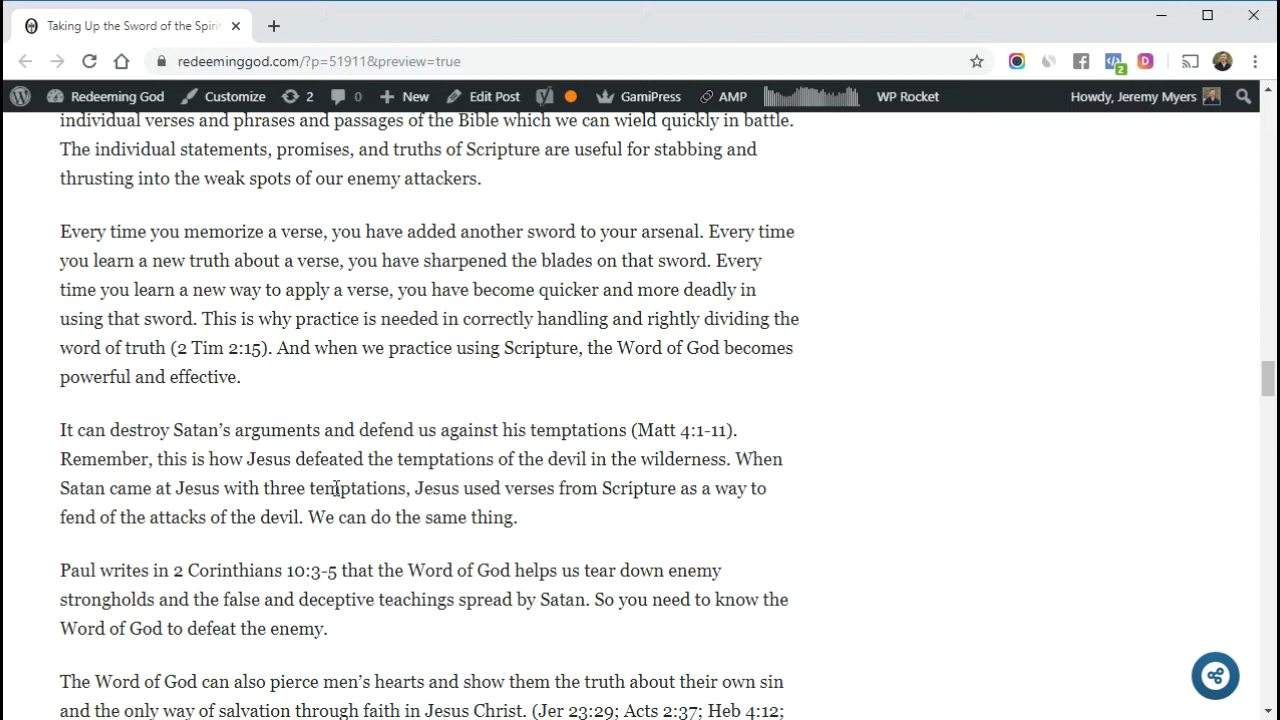 Taking Up the Sword of the Spiri
redeeminggod.com/?p=51911&preview=true
2
Redeeming God Customize 2 0 New Edit Post GamiPress AMP WP Rocket Howdy, Jeremy Myers
individual verses and phrases and passages of the Bible which we can wield quickly in battle.
The individual statements, promises, and truths of Scripture are useful for stabbing and
thrusting into the weak spots of our enemy attackers.
Every time you memorize a verse, you have added another sword to your arsenal. Every time
you learn a new truth about a verse, you have sharpened the blades on that sword. Every
time you learn a new way to apply a verse, you have become quicker and more deadly in
using that sword. This is why practice is needed in correctly handling and rightly dividing the
word of truth (2 Tim 2:15). And when we practice using Scripture, the Word of God becomes
powerful and effective.
It can destroy Satan’s arguments and defend us against his temptations (Matt 4:1-11).
Remember, this is how Jesus defeated the temptations of the devil in the wilderness. When
Satan came at Jesus with three temptations, Jesus used verses from Scripture as a way to
fend of the attacks of the devil. We can do the same thing.
Paul writes in 2 Corinthians 10:3-5 that the Word of God helps us tear down enemy
strongholds and the false and deceptive teachings spread by Satan. So you need to know the
Word of God to defeat the enemy.
The Word of God can also pierce men’s hearts and show them the truth about their own sin
and the only way of salvation through faith in Jesus Christ. (Jer 23:29; Acts 2:37; Heb 4:12;